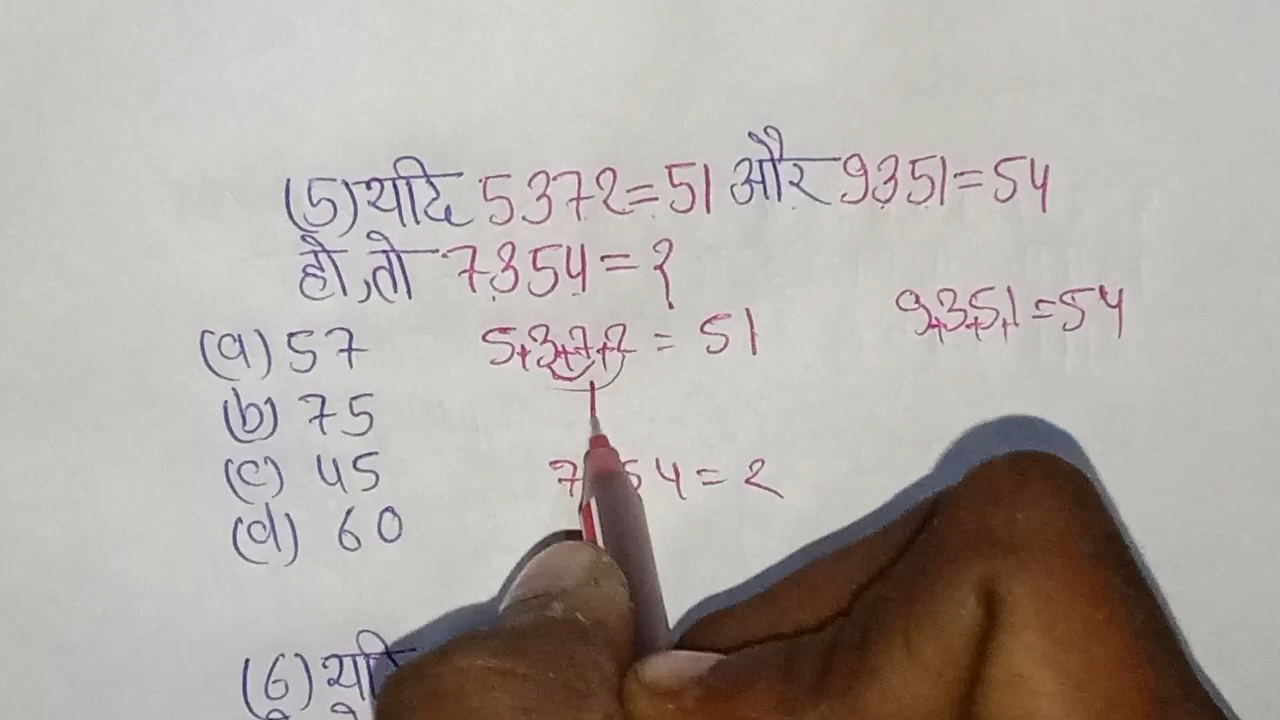 (5) यदि 5372=51 और 9351=54
हो, तो 7354=?
(a) 57
(b) 75
(c) 45
(d) 60
5+3+7+2 = 51
9+3+5+1=54
7 54=?
(6) यदि